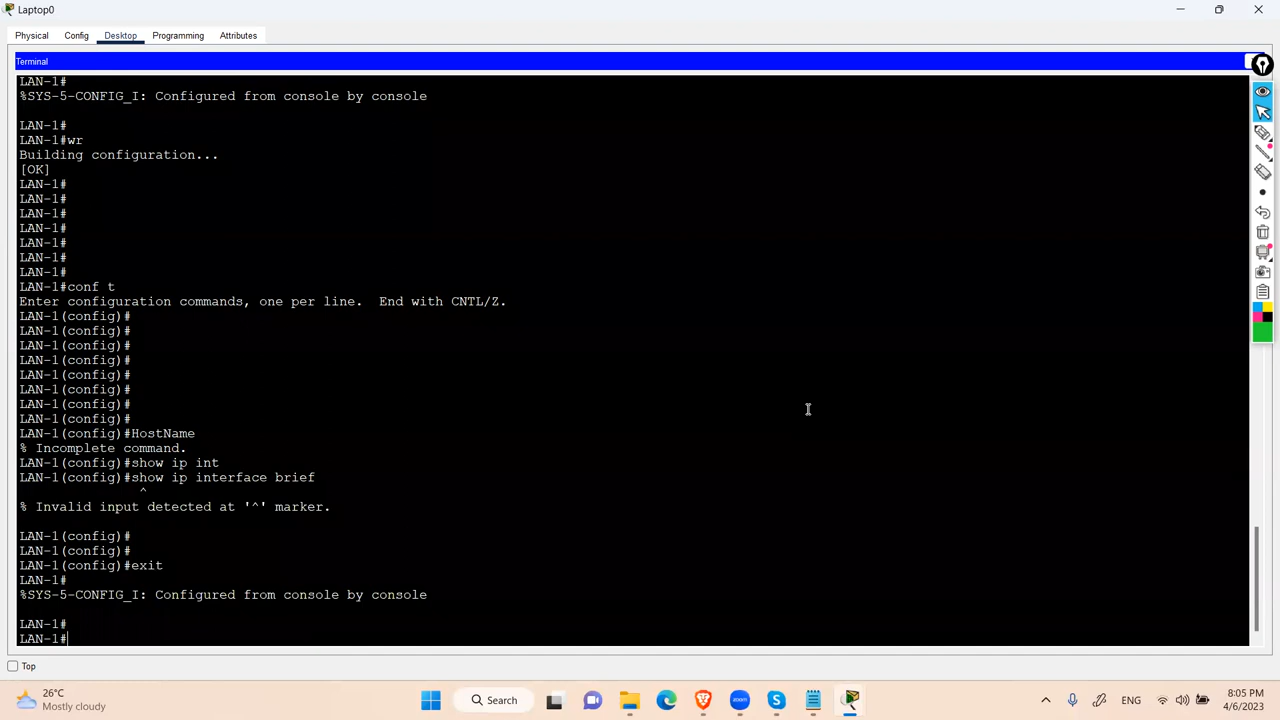 Laptop0
Physical Config Desktop Programming Attributes
Terminal
LAN-1#
%SYS-5-CONFIG_I: Configured from console by console
LAN-1#
LAN-1#wr
Building configuration...
[OK]
LAN-1#
LAN-1#
LAN-1#
LAN-1#
LAN-1#
LAN-1#
LAN-1#
LAN-1#conf t
Enter configuration commands, one per line.  End with CNTL/Z.
LAN-1(config)#
LAN-1(config)#
LAN-1(config)#
LAN-1(config)#
LAN-1(config)#
LAN-1(config)#
LAN-1(config)#
LAN-1(config)#
LAN-1(config)#HostName
% Incomplete command.
LAN-1(config)#show ip int
LAN-1(config)#show ip interface brief
^
% Invalid input detected at '^' marker.
LAN-1(config)#
LAN-1(config)#
LAN-1(config)#exit
LAN-1#
%SYS-5-CONFIG_I: Configured from console by console
LAN-1#
LAN-1#
Top
26°C
Mostly cloudy
Search
zoom
ENG
8:05 PM
4/6/2023